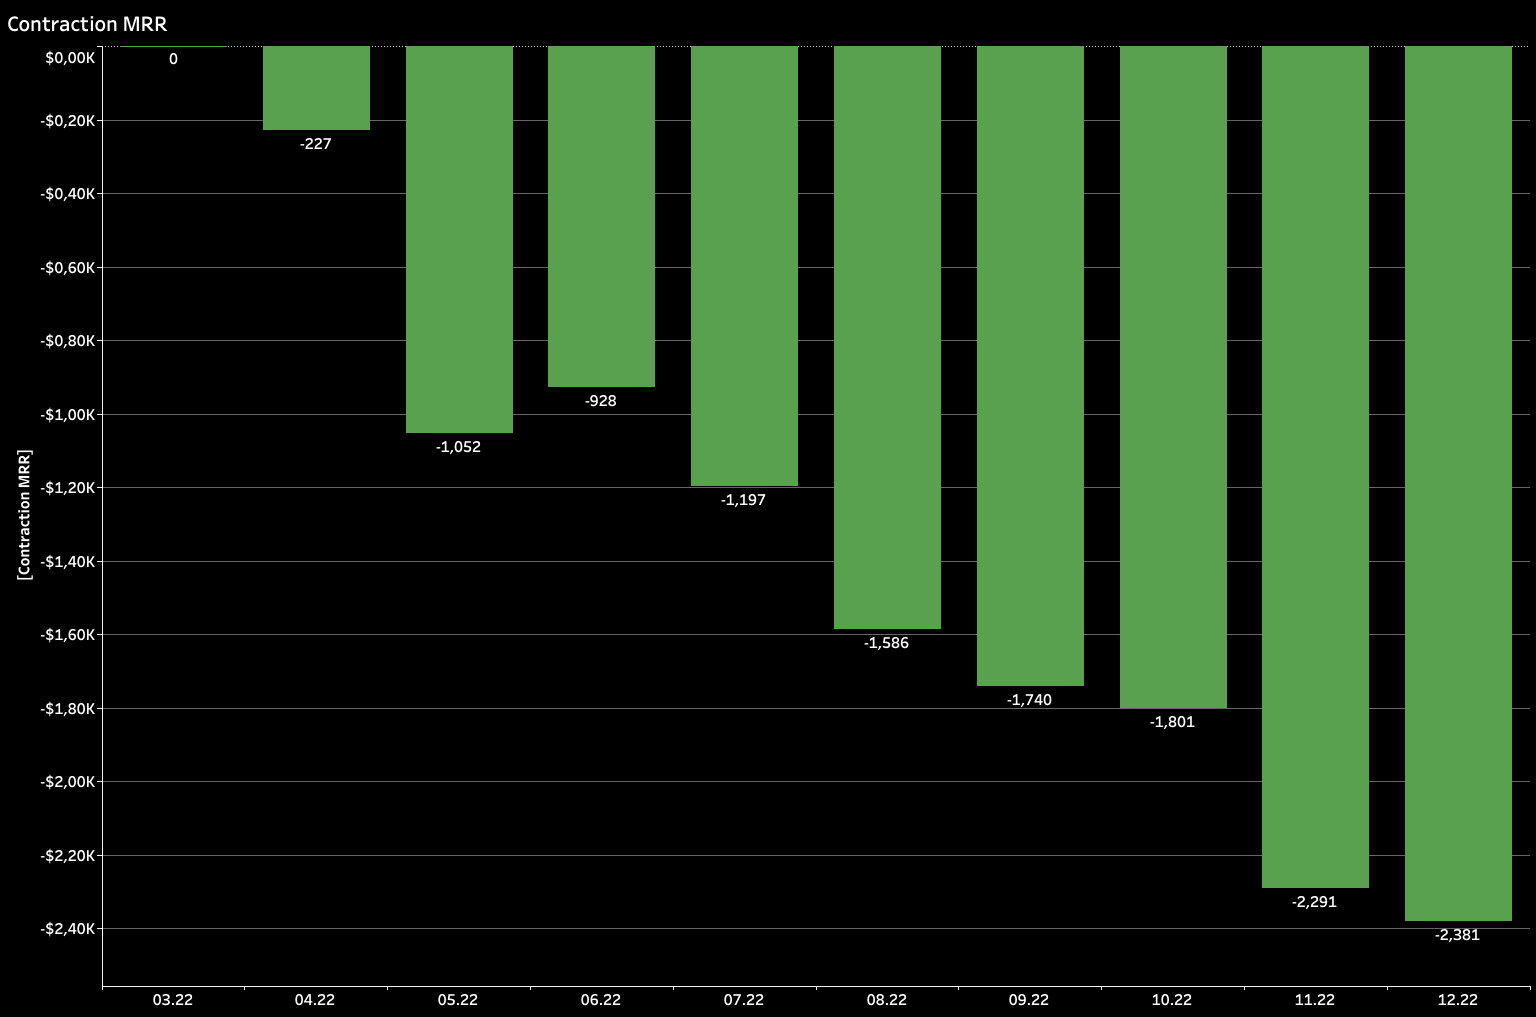 Contraction MRR
$0,00K
-$0,20K
-$0,40K
-$0,60K
-$0,80K
-$1,00K
-$1,20K
-$1,40K
-$1,60K
-$1,80K
-$2,00K
-$2,20K
-$2,40K
[Contraction MRR]
0
-227
-1,052
-928
-1,197
-1,586
-1,740
-1,801
-2,291
-2,381
03.22 04.22 05.22 06.22 07.22 08.22 09.22 10.22 11.22 12.22